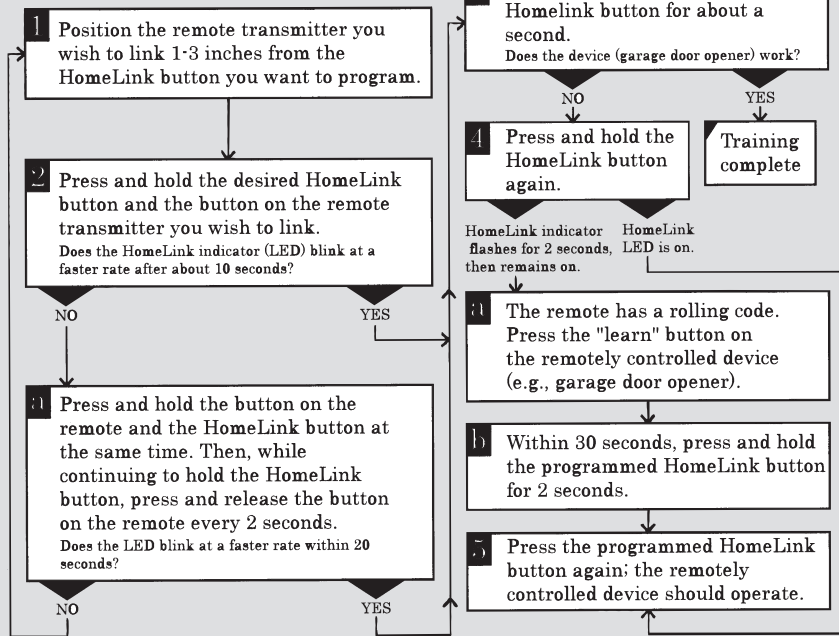 1
Position the remote transmitter you
wish to link 1-3 inches from the
HomeLink button you want to program.
2
Press and hold the desired HomeLink
button and the button on the remote
transmitter you wish to link.
Does the HomeLink indicator (LED) blink at a
faster rate after about 10 seconds?
NO
YES
a
Press and hold the button on the
remote and the HomeLink button at
the same time. Then, while
continuing to hold the HomeLink
button, press and release the button
on the remote every 2 seconds.
Does the LED blink at a faster rate within 20
seconds?
NO
YES
Homelink button for about a
second.
Does the device (garage door opener) work?
NO
YES
4
Press and hold the
HomeLink button
again.
Training
complete
HomeLink indicator
flashes for 2 seconds,
then remains on.
HomeLink
LED is on.
a
The remote has a rolling code.
Press the "learn" button on
the remotely controlled device
(e.g., garage door opener).
b
Within 30 seconds, press and hold
the programmed HomeLink button
for 2 seconds.
5
Press the programmed HomeLink
button again; the remotely
controlled device should operate.